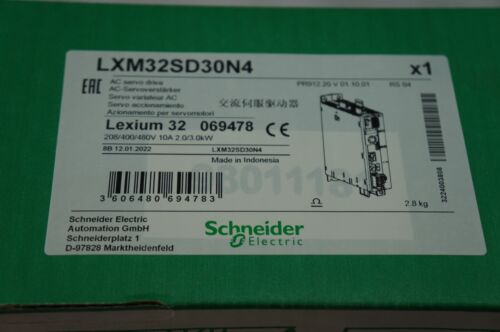 LXM32SD30N4 x1
EAC AC servo drive PR912.20 V 01.10.01 RS 04
AC-Servoverstärker
Servo variateur AC
Servo accionamiento 交流伺服驱动器
Azionamento per servomotori
Lexium 32 069478 CE
208/400/480V 10A 2.0/3.0kW
8B 12.01.2022 LXM32SD30N4
Made in Indonesia
3 606480 694783
3224003808
2.8 kg
Schneider Electric
Automation GmbH
Schneiderplatz 1
D-97828 Marktheidenfeld
Schneider
Electric